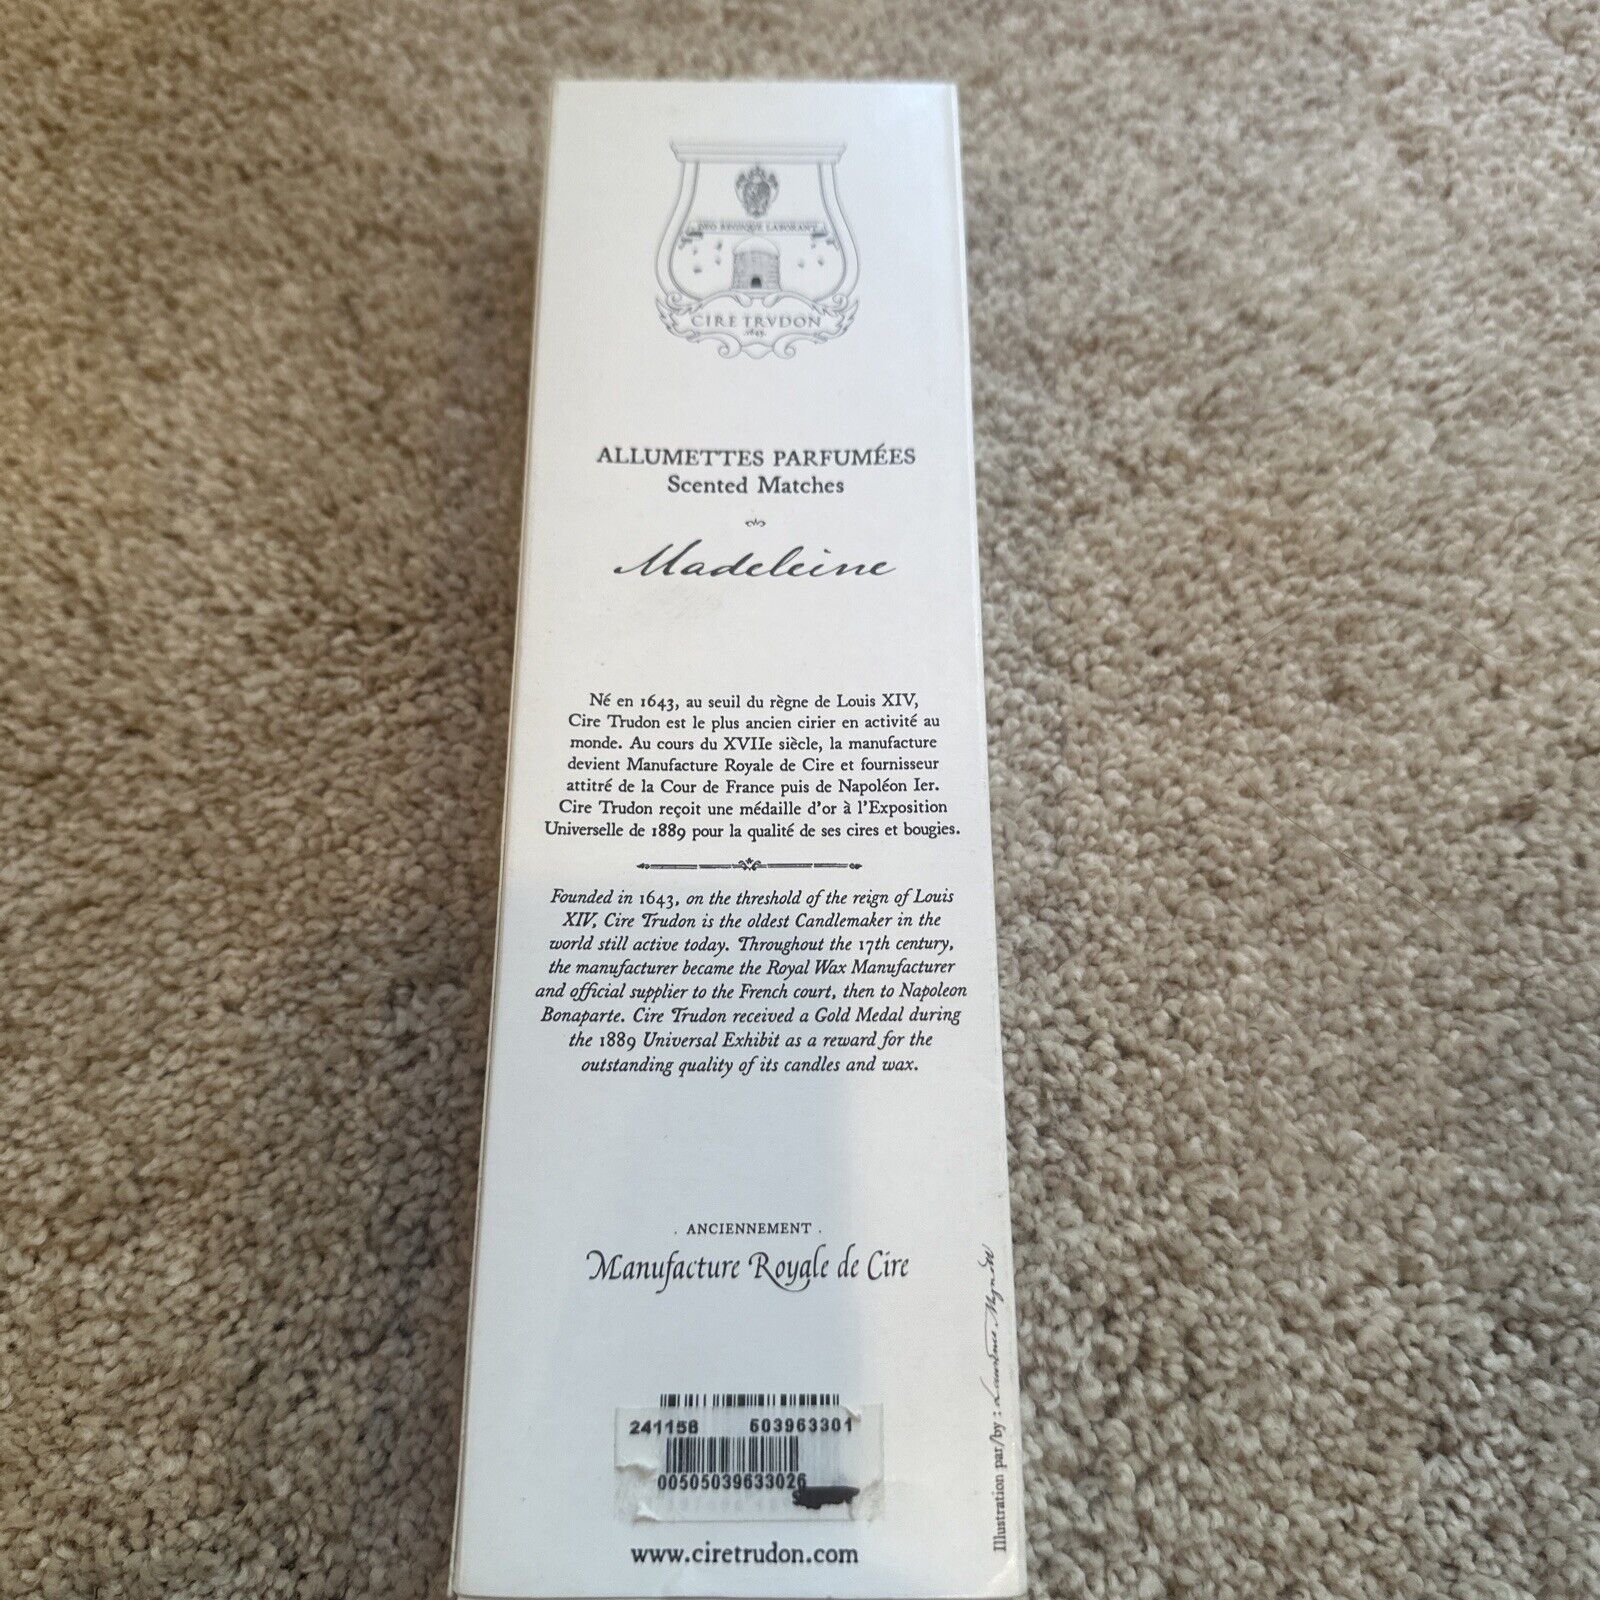 DEO REGIQUE LABORANT
CIRE TRVDON
1643
ALLUMETTES PARFUMÉES
Scented Matches
Madeleine
Né en 1643, au seuil du règne de Louis XIV,
Cire Trudon est le plus ancien cirier en activité au
monde. Au cours du XVIIe siècle, la manufacture
devient Manufacture Royale de Cire et fournisseur
attitré de la Cour de France puis de Napoléon Ier.
Cire Trudon reçoit une médaille d'or à l'Exposition
Universelle de 1889 pour la qualité de ses cires et bougies.
Founded in 1643, on the threshold of the reign of Louis
XIV, Cire Trudon is the oldest Candlemaker in the
world still active today. Throughout the 17th century,
the manufacturer became the Royal Wax Manufacturer
and official supplier to the French court, then to Napoleon
Bonaparte. Cire Trudon received a Gold Medal during
the 1889 Universal Exhibit as a reward for the
outstanding quality of its candles and wax.
. ANCIENNEMENT .
Manufacture Royale de Cire
241158 603963301
00505039633026
www.ciretrudon.com
Illustration par/by :